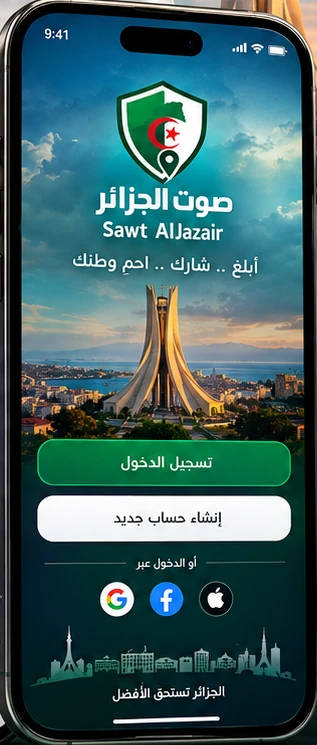 9:41
صوت الجزائر
Sawt AlJazair
أبلغ .. شارك .. احمِ وطنك
تسجيل الدخول
إنشاء حساب جديد
أو الدخول عبر
الجزائر تستحق الأفضل